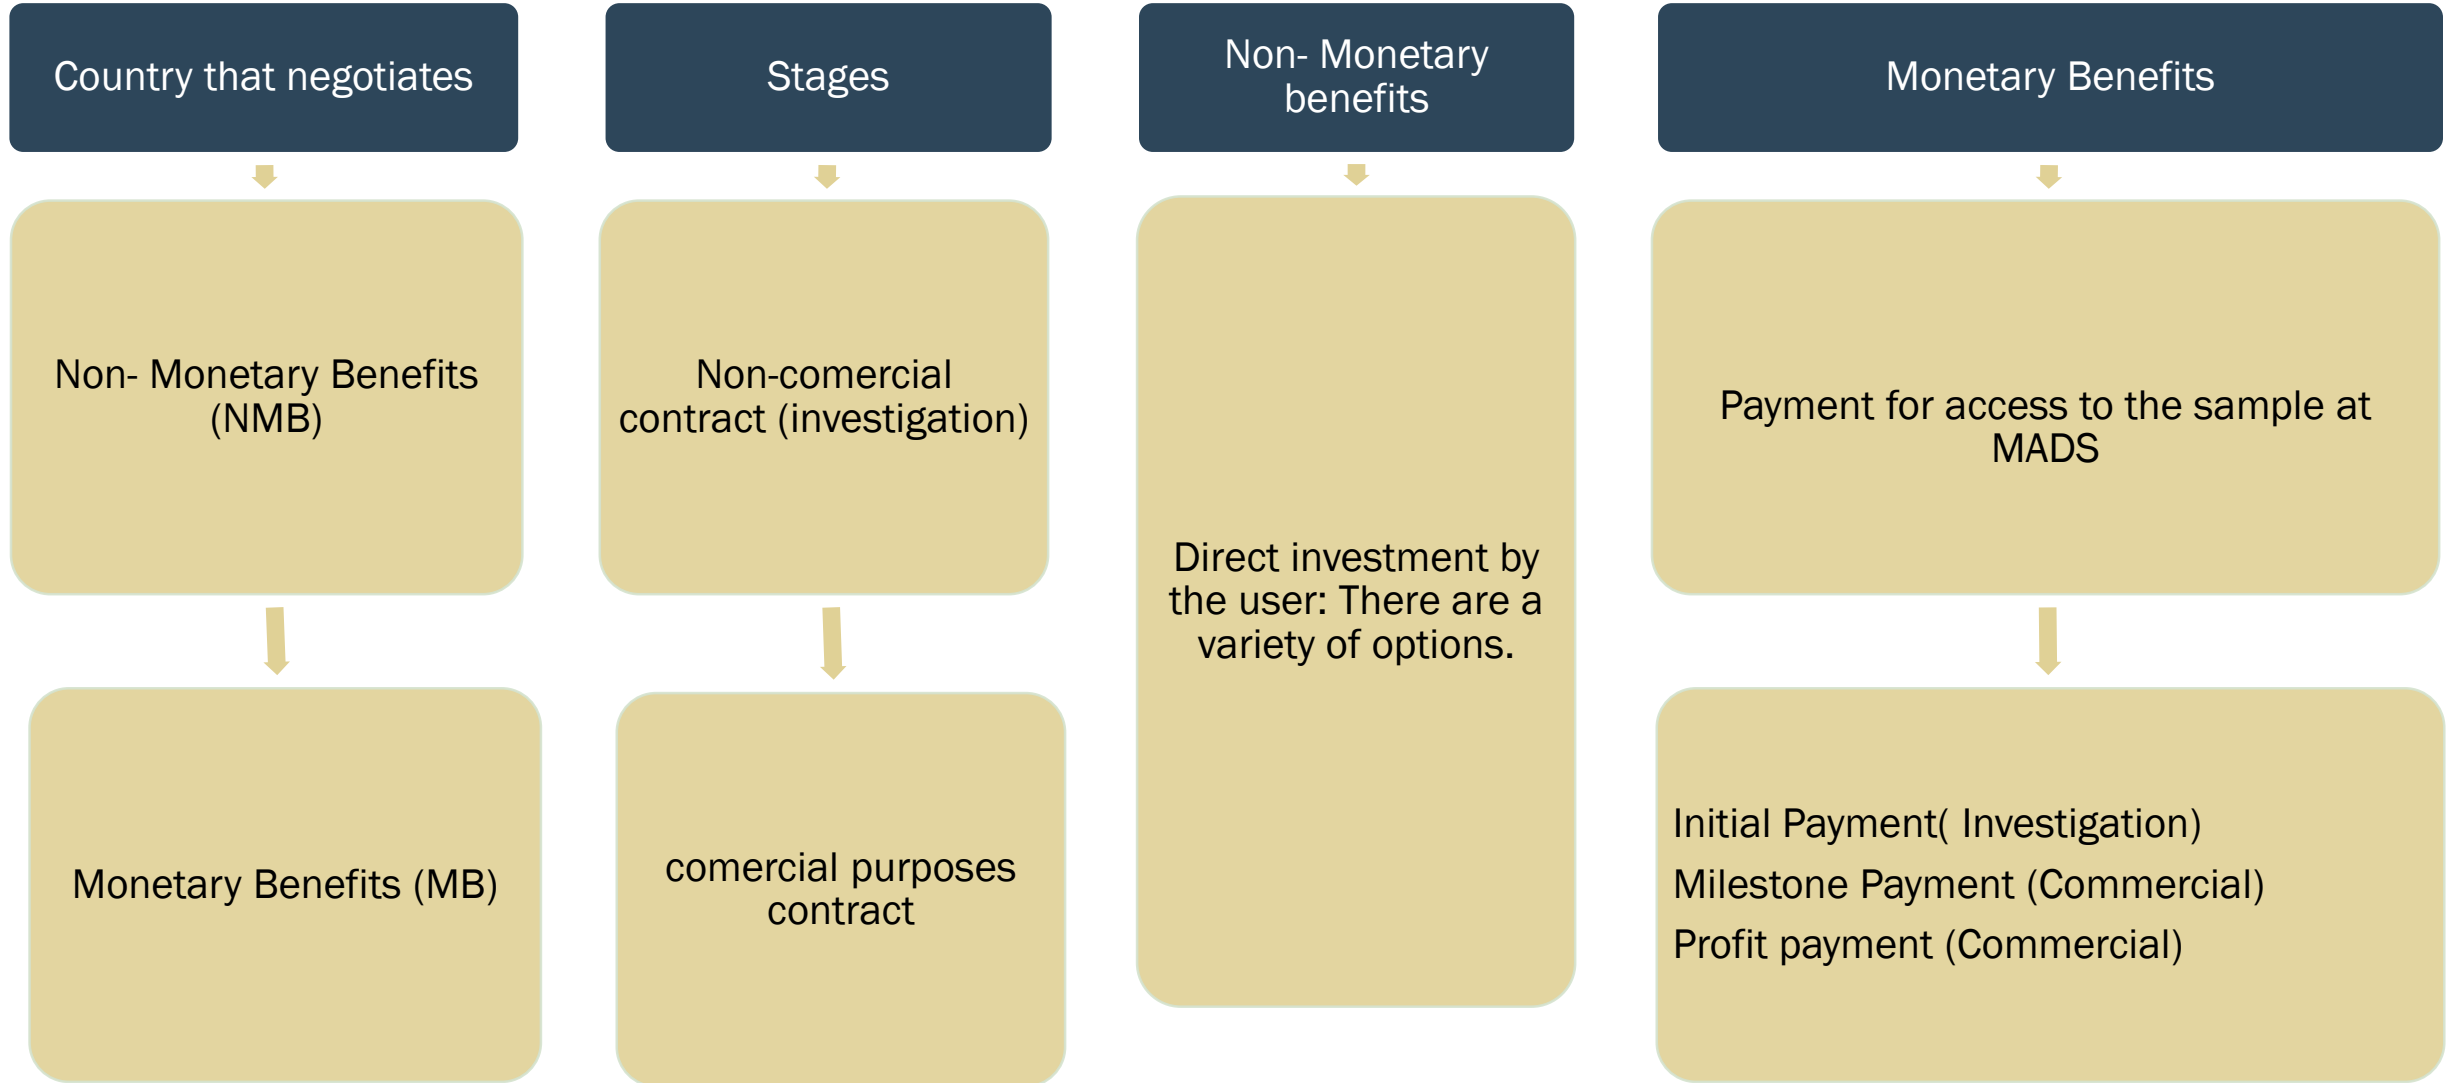 Country that negotiates
Non- Monetary Benefits
(NMB)
Monetary Benefits (MB)
Stages
Non-comercial
contract (investigation)
comercial purposes
contract
Non- Monetary
benefits
Direct investment by
the user: There are a
variety of options.
Monetary Benefits
Payment for access to the sample at
MADS
Initial Payment( Investigation)
Milestone Payment (Commercial)
Profit payment (Commercial)